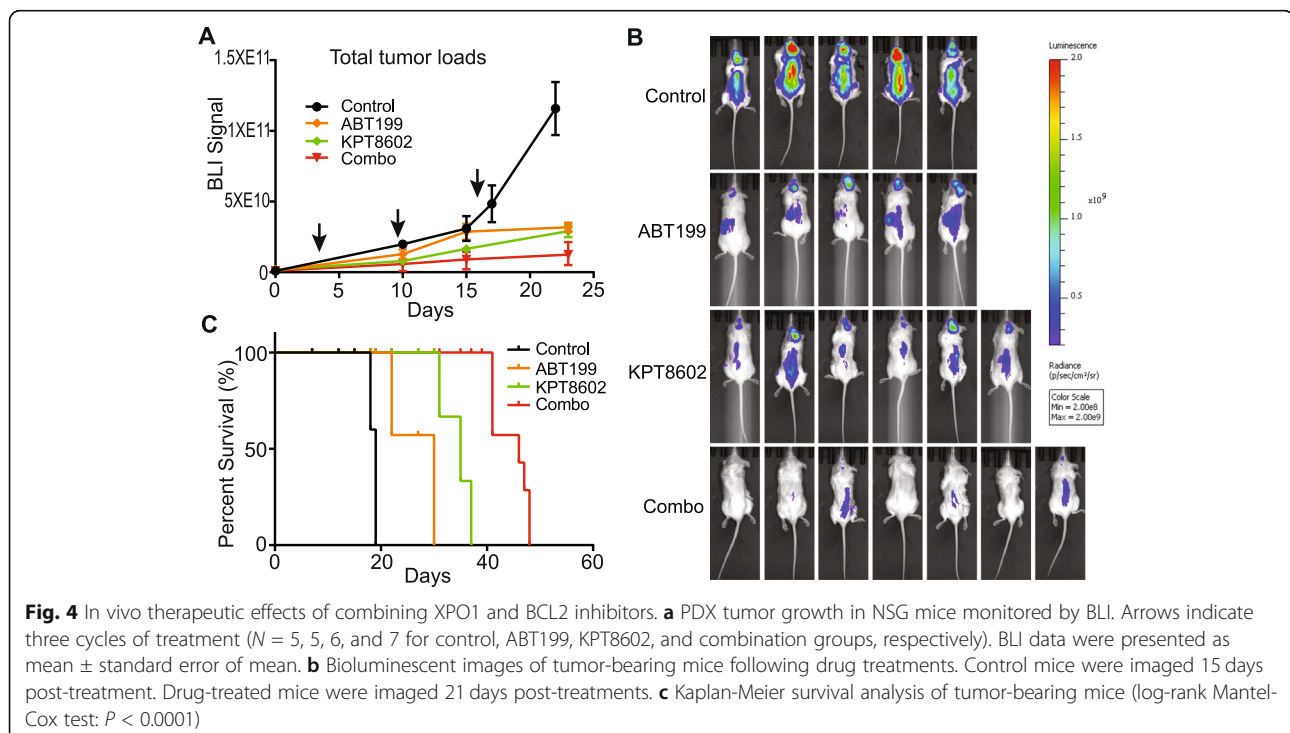 A
Total tumor loads
1.5X1E11
1XE11
5XE10
0
BLI Signal
Control
ABT199
KPT8602
Combo
0 5 10 15 20 25
Days
B
Control
ABT199
KPT8602
Combo
Luminescence
2.0
1.5
1.0
x10⁹
0.5
Radiance
(p/sec/cm²/sr)
Color Scale
Min = 2.00e8
Max = 2.00e9
C
100
50
0
Percent Survival (%)
Control
ABT199
KPT8602
Combo
0 20 40 60
Days
Fig. 4 In vivo therapeutic effects of combining XPO1 and BCL2 inhibitors. a PDX tumor growth in NSG mice monitored by BLI. Arrows indicate
three cycles of treatment (N = 5, 5, 6, and 7 for control, ABT199, KPT8602, and combination groups, respectively). BLI data were presented as
mean ± standard error of mean. b Bioluminescent images of tumor-bearing mice following drug treatments. Control mice were imaged 15 days
post-treatment. Drug-treated mice were imaged 21 days post-treatments. c Kaplan-Meier survival analysis of tumor-bearing mice (log-rank Mantel-
Cox test: P < 0.0001)